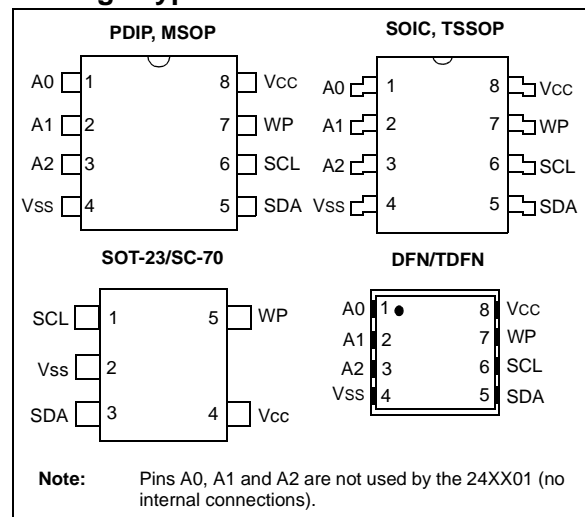 PDIP, MSOP
A0 1 8 VCC
A1 2 7 WP
A2 3 6 SCL
VSS 4 5 SDA
SOIC, TSSOP
A0 1 8 VCC
A1 2 7 WP
A2 3 6 SCL
VSS 4 5 SDA
SOT-23/SC-70
SCL 1 5 WP
Vss 2
SDA 3 4 Vcc
DFN/TDFN
A0 1 8 VCC
A1 2 7 WP
A2 3 6 SCL
VSS 4 5 SDA
Note: Pins A0, A1 and A2 are not used by the 24XX01 (no
internal connections).